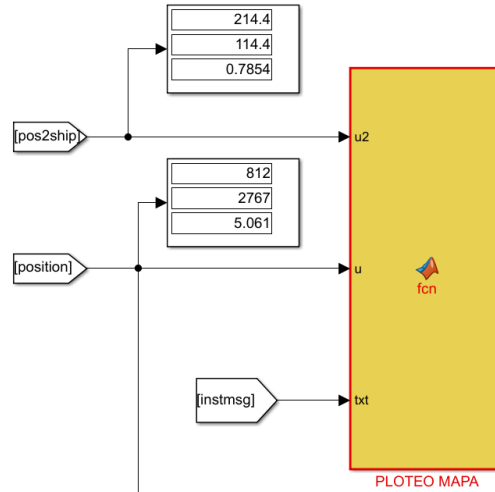 214.4
114.4
0.7854
[pos2ship]
u2
812
2767
5.061
[position]
u
fcn
[instmsg]
txt
PLOTEO MAPA